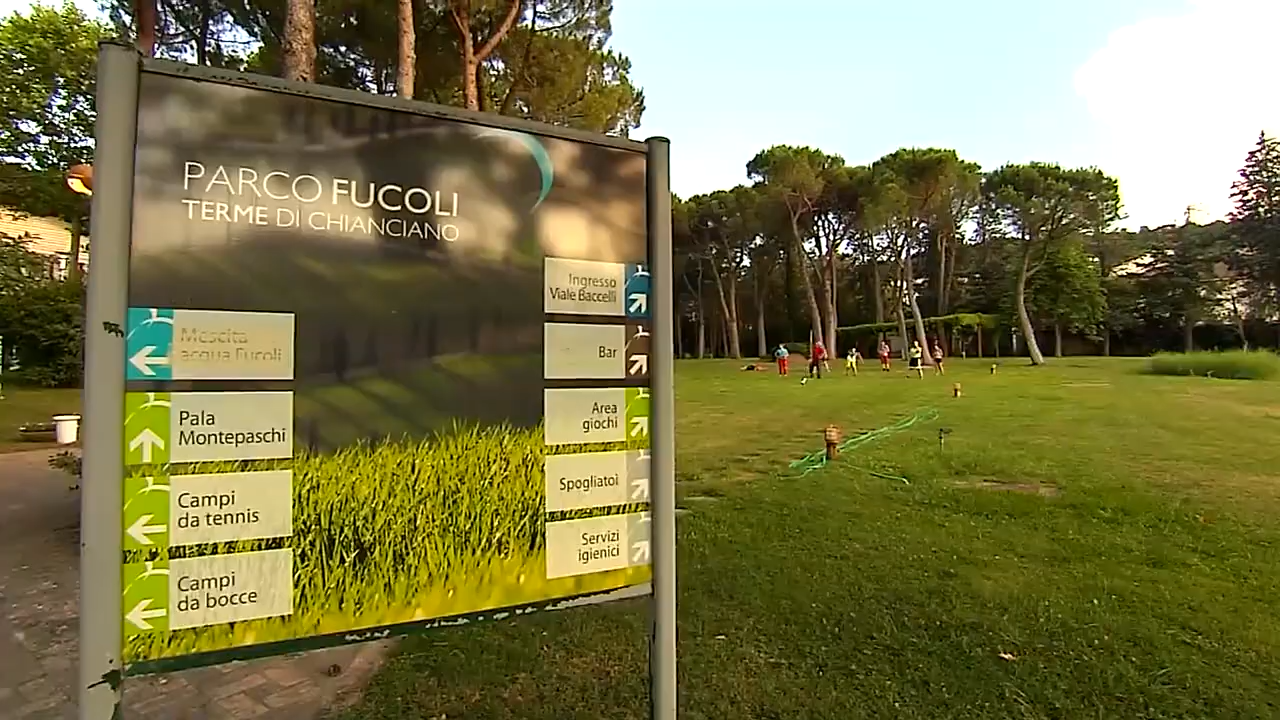 PARCO FUCOLI
TERME DI CHIANCIANO
Mescita
acqua Fucoli
Pala
Montepaschi
Campi
da tennis
Campi
da bocce
Ingresso
Viale Baccelli
Bar
Area
giochi
Spogliatoi
Servizi
igienici